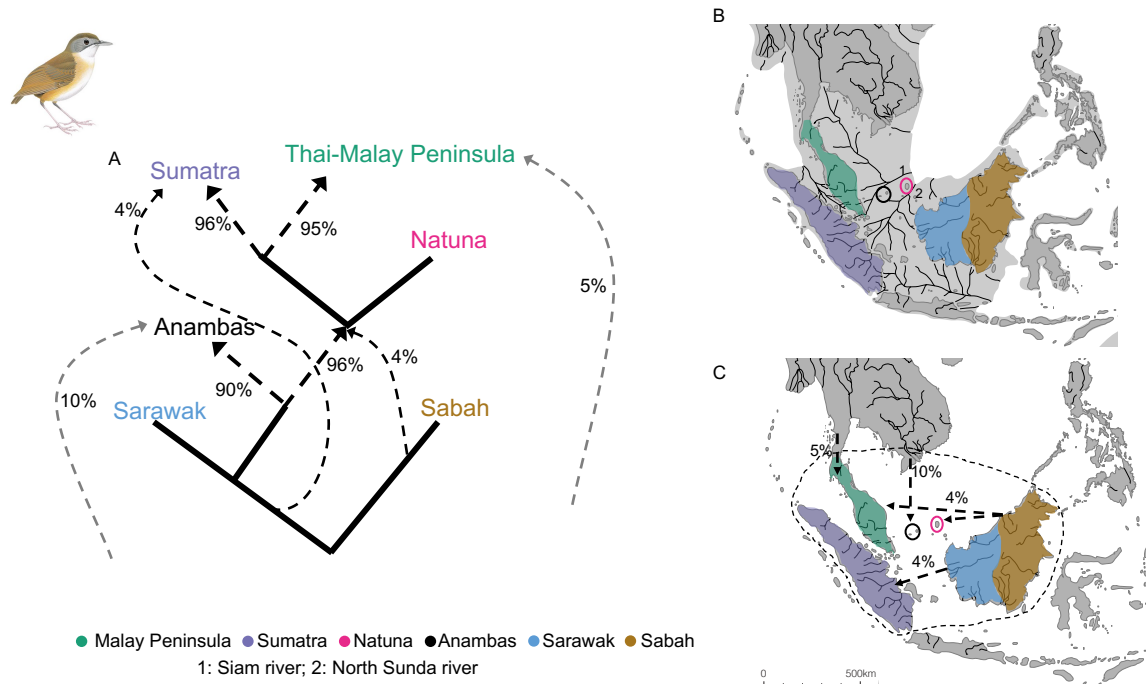 B
A
Sumatra
Thai-Malay Peninsula
4%
96%
95%
Natuna
5%
Anambas
96%
4%
90%
10%
Sarawak
Sabah
1
2
C
5%
10%
4%
4%
Malay Peninsula Sumatra Natuna Anambas Sarawak Sabah
1: Siam river; 2: North Sunda river
0 500km